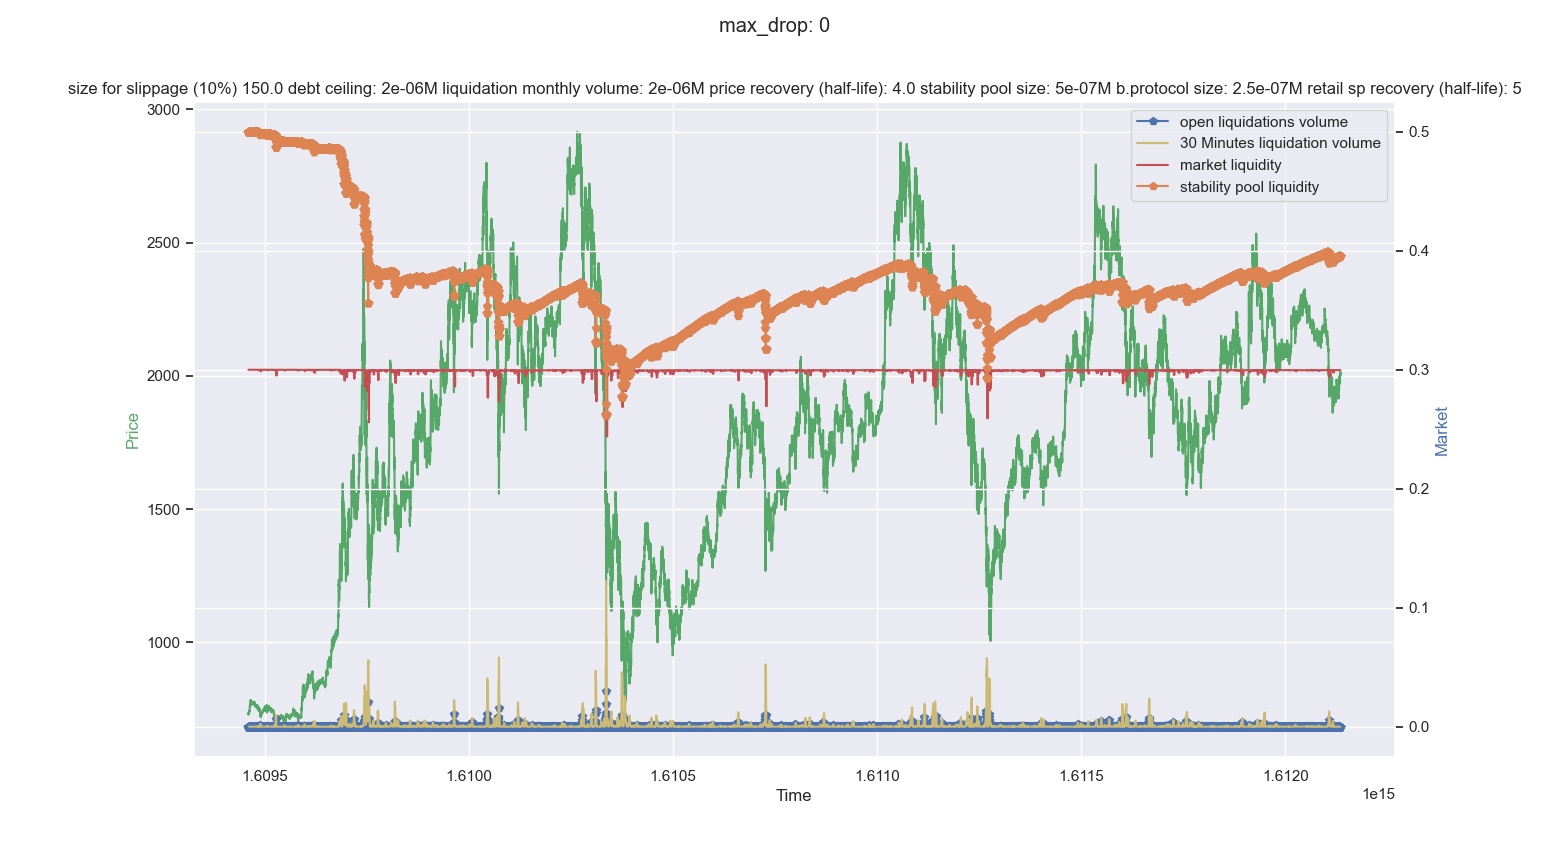 max_drop: 0
size for slippage (10%) 150.0 debt ceiling: 2e-06M liquidation monthly volume: 2e-06M price recovery (half-life): 4.0 stability pool size: 5e-07M b.protocol size: 2.5e-07M retail sp recovery (half-life): 5
3000
2500
2000
1500
1000
Price
open liquidations volume
30 Minutes liquidation volume
market liquidity
stability pool liquidity
0.5
0.4
0.3
0.2
0.1
0.0
Market
1.6095 1.6100 1.6105 1.6110 1.6115 1.6120
Time
1e15